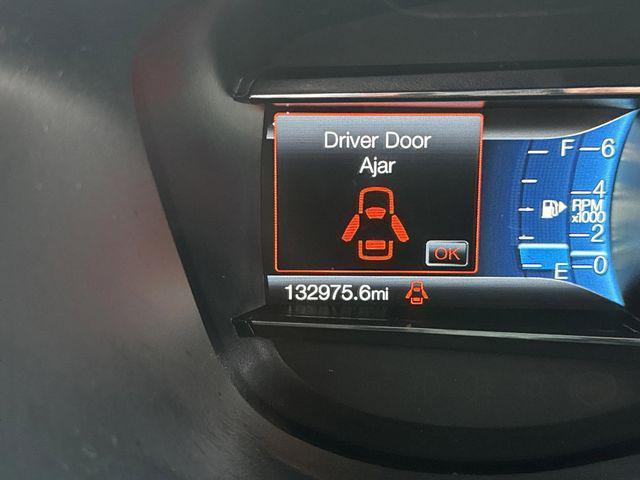 Driver Door
Ajar
OK
132975.6mi
F
E
6
4
RPM
x1000
2
0